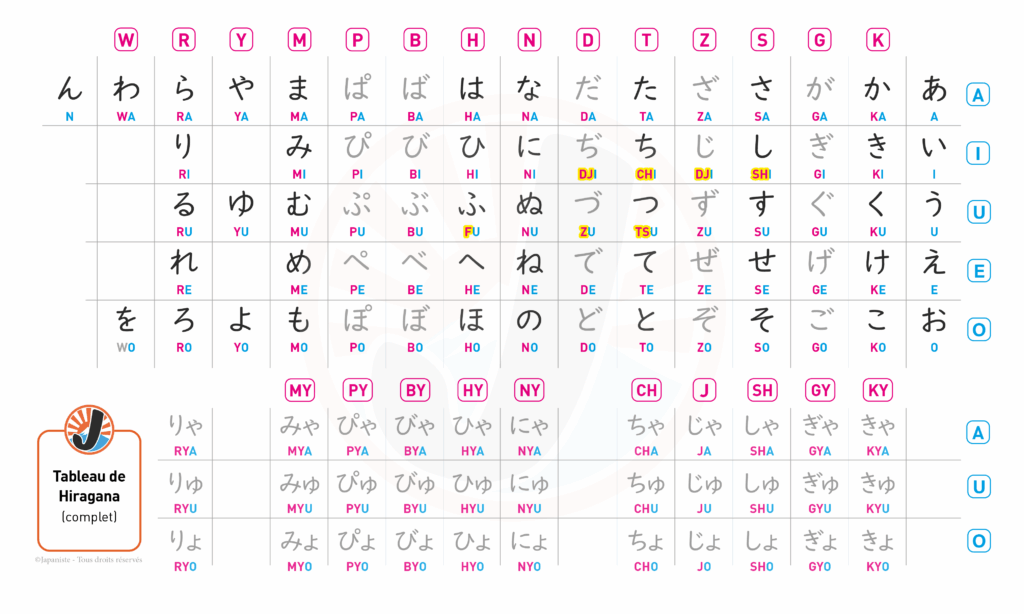 W R Y M P B H N D T Z S G K
ん わ ら や ま ぱ ば は な だ た ざ さ が か あ A
N WA RA YA MA PA BA HA NA DA TA ZA SA GA KA A
り み ぴ び ひ に ぢ ち じ し ぎ き い I
RI MI PI BI HI NI DJI CHI DJI SHI GI KI I
る ゆ む ぷ ぶ ふ ぬ づ つ ず す ぐ く う U
RU YU MU PU BU FU NU ZU TSU ZU SU GU KU U
れ め ぺ べ へ ね で て ぜ せ げ け え E
RE ME PE BE HE NE DE TE ZE SE GE KE E
を ろ よ も ぽ ぼ ほ の ど と ぞ そ ご こ お O
WO RO YO MO PO BO HO NO DO TO ZO SO GO KO O
MY PY BY HY NY CH J SH GY KY
りゃ みゃ ぴゃ びゃ ひゃ にゃ ちゃ じゃ しゃ ぎゃ きゃ A
RYA MYA PYA BYA HYA NYA CHA JA SHA GYA KYA
りゅ みゅ ぴゅ びゅ ひゅ にゅ ちゅ じゅ しゅ ぎゅ きゅ U
RYU MYU PYU BYU HYU NYU CHU JU SHU GYU KYU
りょ みょ ぴょ びょ ひょ にょ ちょ じょ しょ ぎょ きょ O
RYO MYO PYO BYO HYO NYO CHO JO SHO GYO KYO
J
Tableau de
Hiragana
(complet)
©Japaniste - Tous droits réservés